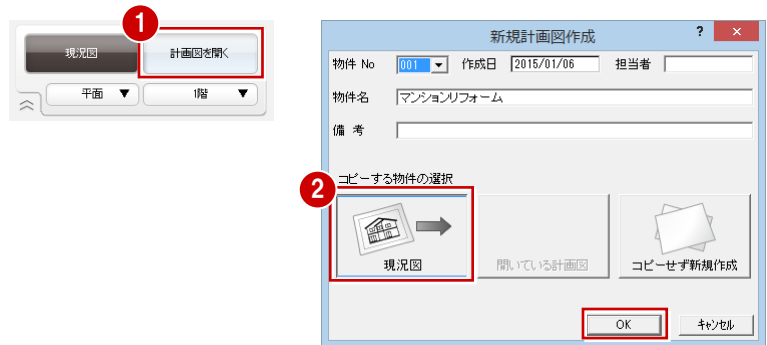 1
現況図 計画図を開く
平面 ▼ 1階 ▼
新規計画図作成 ? ×
物件 No 001 作成日 2015/01/06 担当者
物件名 マンションリフォーム
備 考
コピーする物件の選択
2
現況図 開いている計画図 コピーせず新規作成
OK キャンセル